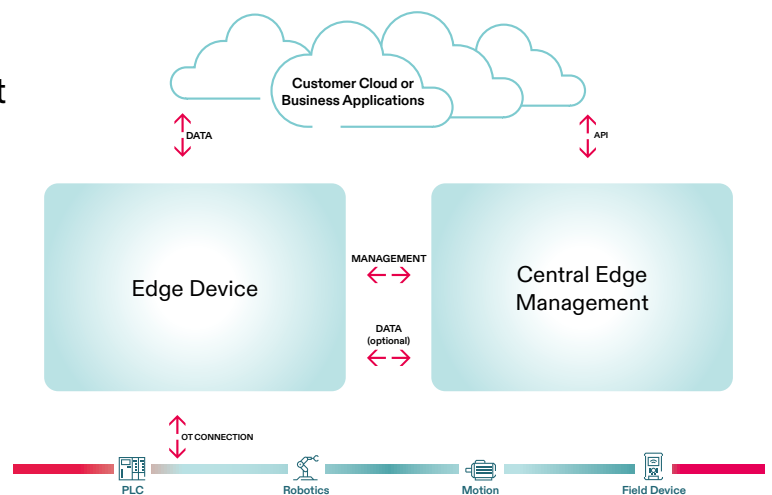 t
Customer Cloud or
Business Applications
DATA
API
Edge Device
MANAGEMENT
DATA
(optional)
Central Edge
Management
OT CONNECTION
PLC
Robotics
Motion
Field Device